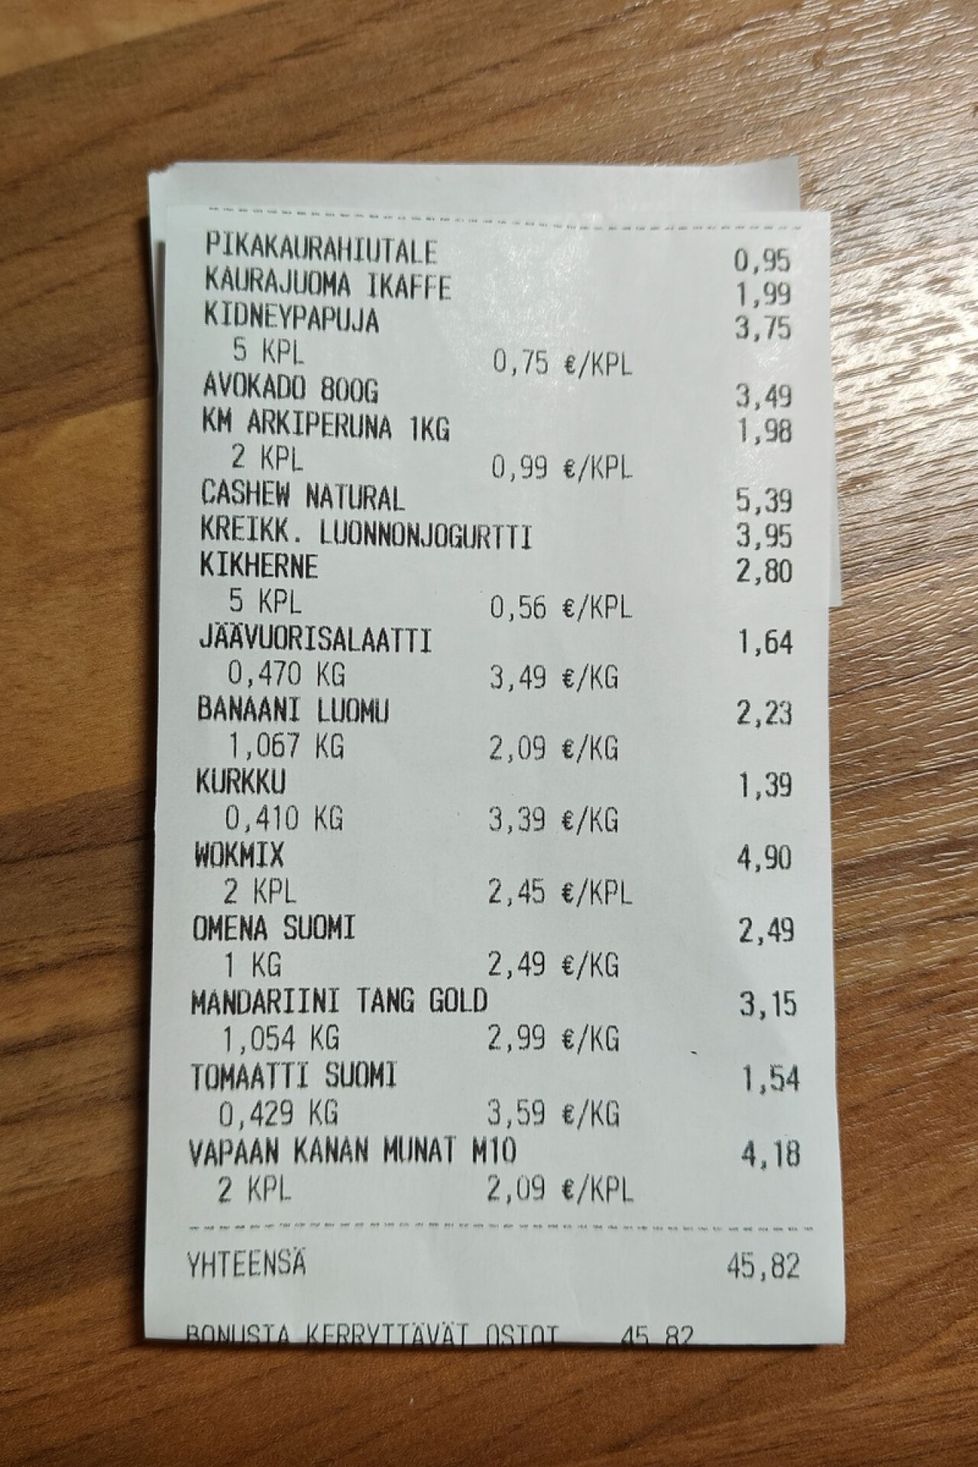 PIKAKAURAHIUTALE 0,95
KAURAJUOMA IKAFFE 1,99
KIDNEYPAPUJA 3,75
5 KPL 0,75 €/KPL
AVOKADO 800G 3,49
KM ARKIPERUNA 1KG 1,98
2 KPL 0,99 €/KPL
CASHEW NATURAL 5,39
KREIKK. LUONNONJOGURTTI 3,95
KIKHERNE 2,80
5 KPL 0,56 €/KPL
JÄÄVUORISALAATTI 1,64
0,470 KG 3,49 €/KG
BANAANI LUOMU 2,23
1,067 KG 2,09 €/KG
KURKKU 1,39
0,410 KG 3,39 €/KG
WOKMIX 4,90
2 KPL 2,45 €/KPL
OMENA SUOMI 2,49
1 KG 2,49 €/KG
MANDARIINI TANG GOLD 3,15
1,054 KG 2,99 €/KG
TOMAATTI SUOMI 1,54
0,429 KG 3,59 €/KG
VAPAAN KANAN MUNAT M10 4,18
2 KPL 2,09 €/KPL
YHTEENSÄ 45,82
BONUSTA KERRYTTÄVÄT OSTOT 45,82